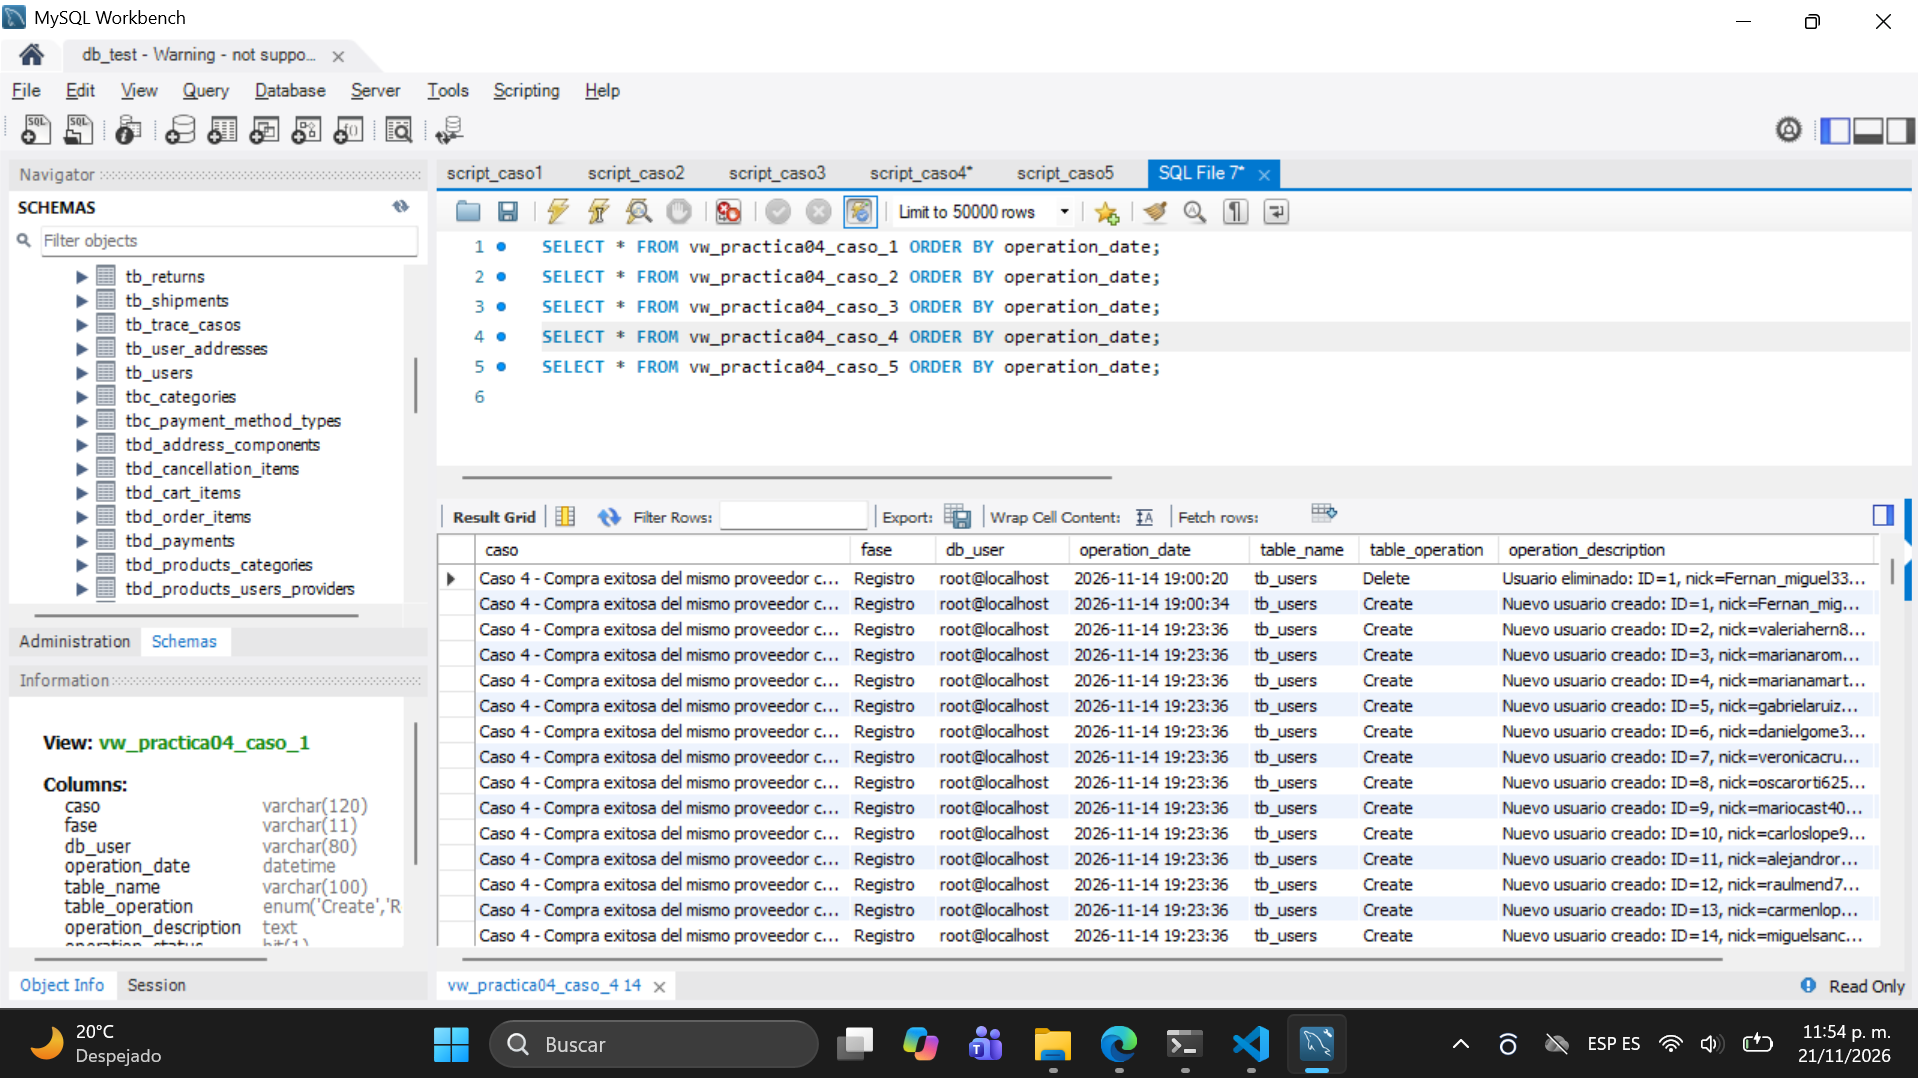 MySQL Workbench
db_test - Warning - not suppo...
File Edit View Query Database Server Tools Scripting Help
Navigator
SCHEMAS
Filter objects
tb_returns
tb_shipments
tb_trace_casos
tb_user_addresses
tb_users
tbc_categories
tbc_payment_method_types
tbd_address_components
tbd_cancellation_items
tbd_cart_items
tbd_order_items
tbd_payments
tbd_products_categories
tbd_products_users_providers
Administration Schemas
Information
View: vw_practica04_caso_1
Columns:
caso varchar(120)
fase varchar(11)
db_user varchar(80)
operation_date datetime
table_name varchar(100)
table_operation enum('Create','R
operation_description text
operation_status bit(1)
Object Info Session
script_caso1 script_caso2 script_caso3 script_caso4* script_caso5 SQL File 7*
Limit to 50000 rows
1 SELECT * FROM vw_practica04_caso_1 ORDER BY operation_date;
2 SELECT * FROM vw_practica04_caso_2 ORDER BY operation_date;
3 SELECT * FROM vw_practica04_caso_3 ORDER BY operation_date;
4 SELECT * FROM vw_practica04_caso_4 ORDER BY operation_date;
5 SELECT * FROM vw_practica04_caso_5 ORDER BY operation_date;
6
Result Grid Filter Rows: Export: Wrap Cell Content: Fetch rows:
caso fase db_user operation_date table_name table_operation operation_description
Caso 4 - Compra exitosa del mismo proveedor c... Registro root@localhost 2026-11-14 19:00:20 tb_users Delete Usuario eliminado: ID=1, nick=Fernan_miguel33...
Caso 4 - Compra exitosa del mismo proveedor c... Registro root@localhost 2026-11-14 19:00:34 tb_users Create Nuevo usuario creado: ID=1, nick=Fernan_mig...
Caso 4 - Compra exitosa del mismo proveedor c... Registro root@localhost 2026-11-14 19:23:36 tb_users Create Nuevo usuario creado: ID=2, nick=valeriahern8...
Caso 4 - Compra exitosa del mismo proveedor c... Registro root@localhost 2026-11-14 19:23:36 tb_users Create Nuevo usuario creado: ID=3, nick=marianarom...
Caso 4 - Compra exitosa del mismo proveedor c... Registro root@localhost 2026-11-14 19:23:36 tb_users Create Nuevo usuario creado: ID=4, nick=marianamart...
Caso 4 - Compra exitosa del mismo proveedor c... Registro root@localhost 2026-11-14 19:23:36 tb_users Create Nuevo usuario creado: ID=5, nick=gabrielaruiz...
Caso 4 - Compra exitosa del mismo proveedor c... Registro root@localhost 2026-11-14 19:23:36 tb_users Create Nuevo usuario creado: ID=6, nick=danielgome3...
Caso 4 - Compra exitosa del mismo proveedor c... Registro root@localhost 2026-11-14 19:23:36 tb_users Create Nuevo usuario creado: ID=7, nick=veronicacru...
Caso 4 - Compra exitosa del mismo proveedor c... Registro root@localhost 2026-11-14 19:23:36 tb_users Create Nuevo usuario creado: ID=8, nick=oscarorti625...
Caso 4 - Compra exitosa del mismo proveedor c... Registro root@localhost 2026-11-14 19:23:36 tb_users Create Nuevo usuario creado: ID=9, nick=mariocast40...
Caso 4 - Compra exitosa del mismo proveedor c... Registro root@localhost 2026-11-14 19:23:36 tb_users Create Nuevo usuario creado: ID=10, nick=carloslope9...
Caso 4 - Compra exitosa del mismo proveedor c... Registro root@localhost 2026-11-14 19:23:36 tb_users Create Nuevo usuario creado: ID=11, nick=alejandror...
Caso 4 - Compra exitosa del mismo proveedor c... Registro root@localhost 2026-11-14 19:23:36 tb_users Create Nuevo usuario creado: ID=12, nick=raulmend7...
Caso 4 - Compra exitosa del mismo proveedor c... Registro root@localhost 2026-11-14 19:23:36 tb_users Create Nuevo usuario creado: ID=13, nick=carmenlop...
Caso 4 - Compra exitosa del mismo proveedor c... Registro root@localhost 2026-11-14 19:23:36 tb_users Create Nuevo usuario creado: ID=14, nick=miguelsanc...
vw_practica04_caso_4 14
Read Only
20°C
Despejado
Buscar
ESP ES
11:54 p. m.
21/11/2026